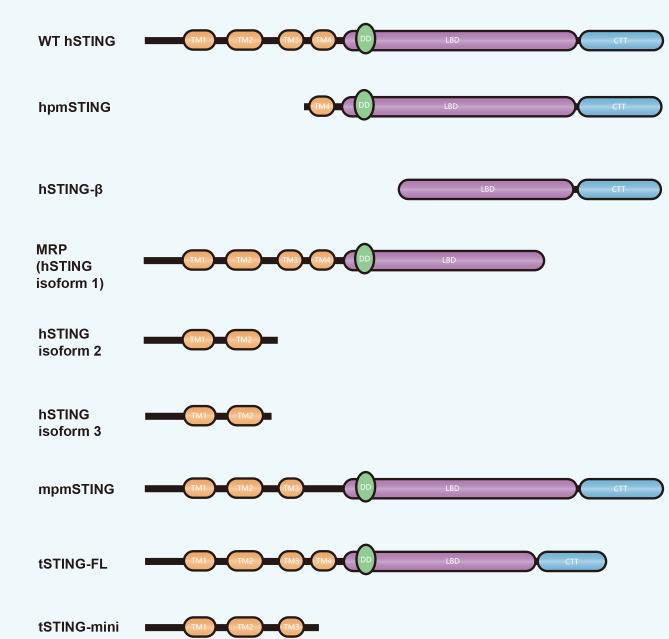 WT hSTING TM1 TM2 TM3 TM4 DD LBD CTT
hpmSTING TM4 DD LBD CTT
hSTING-β LBD CTT
MRP
(hSTING
isoform 1)
TM1 TM2 TM3 TM4 DD LBD
hSTING
isoform 2
TM1 TM2
hSTING
isoform 3
TM1 TM2
mpmSTING TM1 TM2 TM3 DD LBD CTT
tSTING-FL TM1 TM2 TM3 TM4 DD LBD CTT
tSTING-mini TM1 TM2 TM3